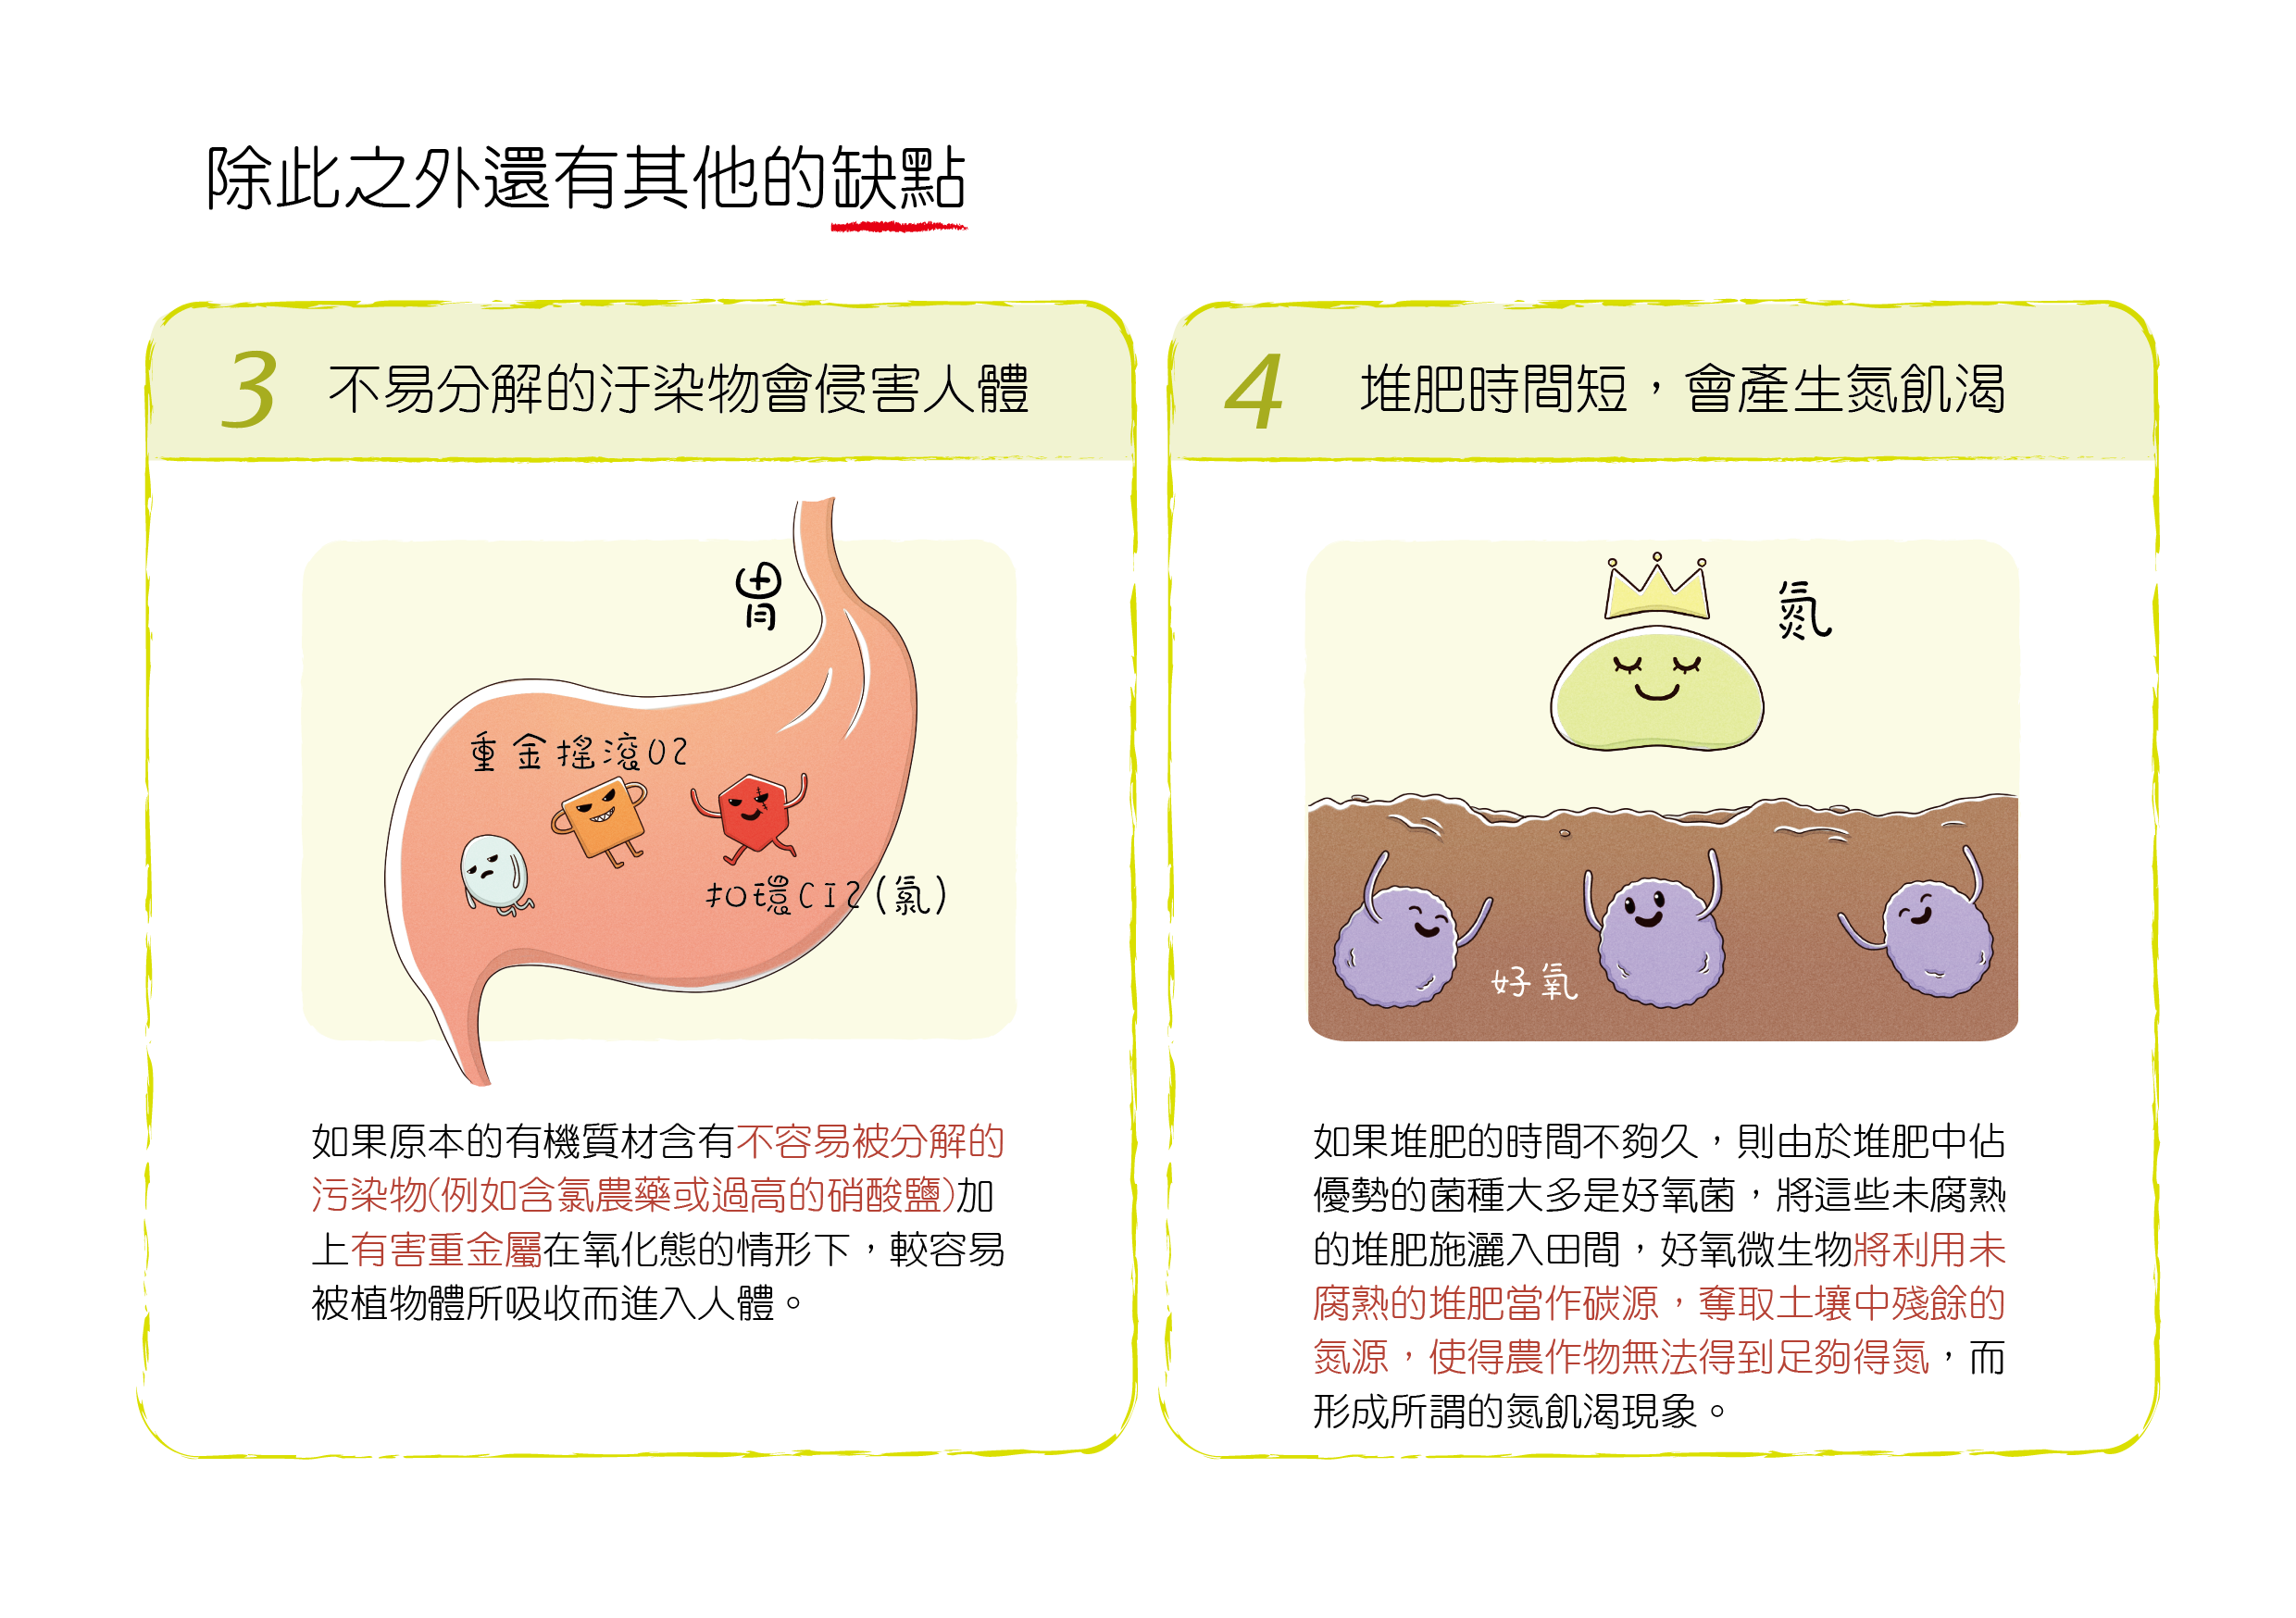 除此之外還有其他的缺點
3 不易分解的汙染物會侵害人體
胃
重金搖滾02
扣環CI2(氯)
如果原本的有機質材含有不容易被分解的
污染物(例如含氯農藥或過高的硝酸鹽)加
上有害重金屬在氧化態的情形下，較容易
被植物體所吸收而進入人體。
4 堆肥時間短，會產生氮飢渴
氮
好氧
如果堆肥的時間不夠久，則由於堆肥中佔
優勢的菌種大多是好氧菌，將這些未腐熟
的堆肥施灑入田間，好氧微生物將利用未
腐熟的堆肥當作碳源，奪取土壤中殘餘的
氮源，使得農作物無法得到足夠得氮，而
形成所謂的氮飢渴現象。